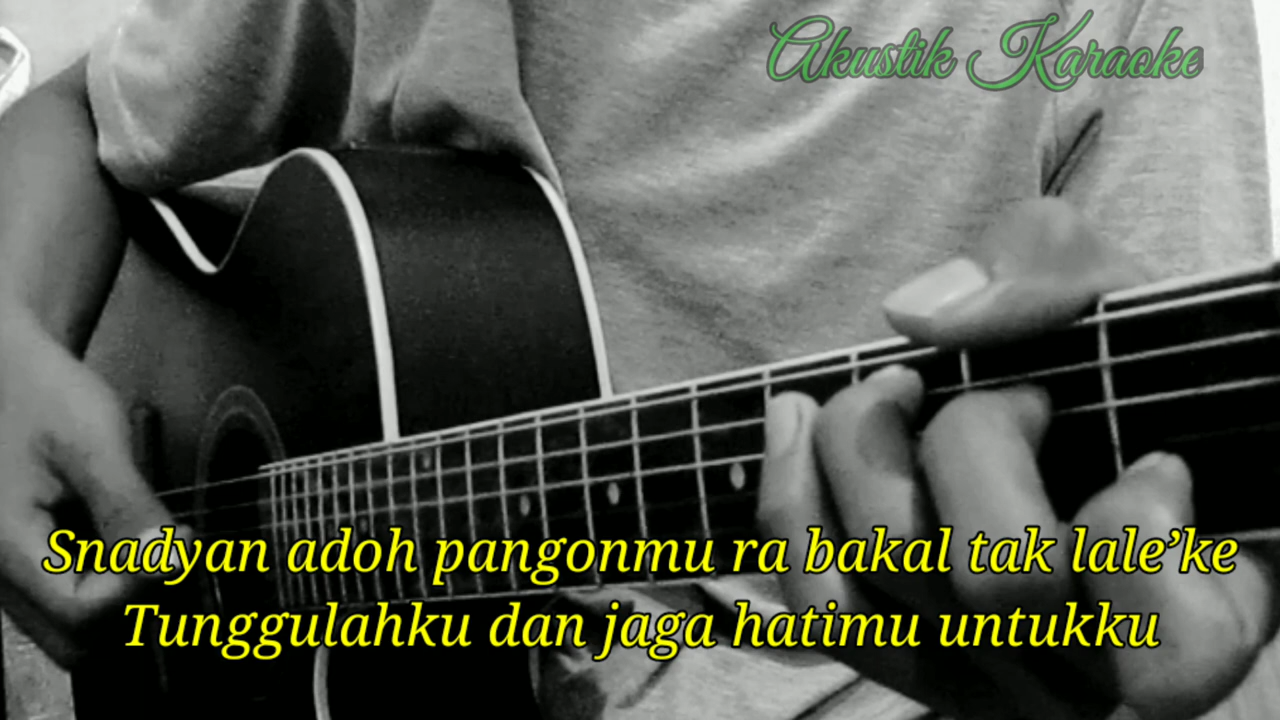 Akustik Karaoke
Snadyan adoh pangonmu ra bakal tak lale’ke
Tunggulahku dan jaga hatimu untukku